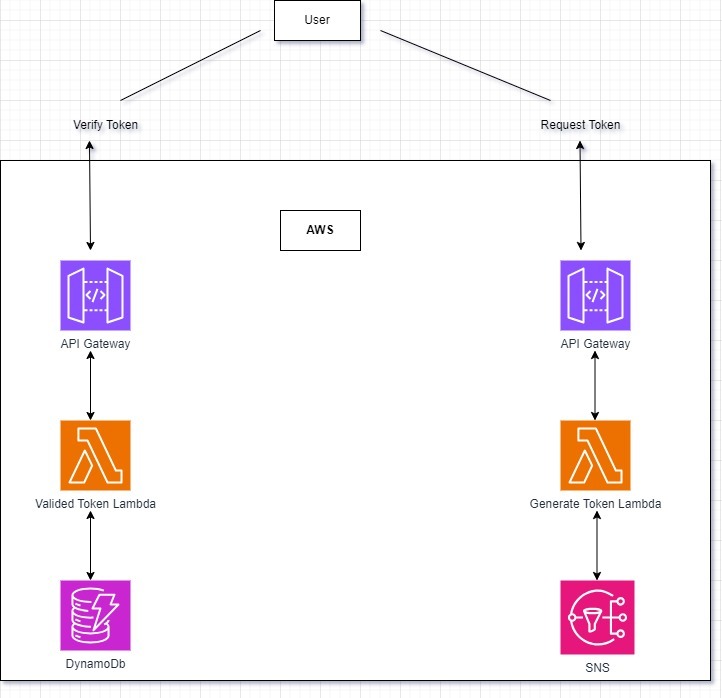 User
Verify Token
Request Token
AWS
API Gateway
API Gateway
Valided Token Lambda
Generate Token Lambda
DynamoDb
SNS